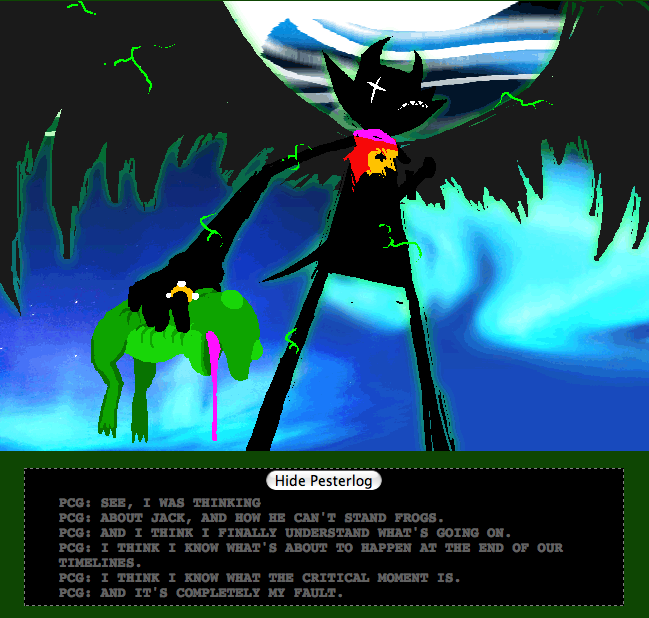 Hide Pesterlog
PCG: SEE, I WAS THINKING
PCG: ABOUT JACK, AND HOW HE CAN'T STAND FROGS.
PCG: AND I THINK I FINALLY UNDERSTAND WHAT'S GOING ON.
PCG: I THINK I KNOW WHAT'S ABOUT TO HAPPEN AT THE END OF OUR
TIMELINES.
PCG: I THINK I KNOW WHAT THE CRITICAL MOMENT IS.
PCG: AND IT'S COMPLETELY MY FAULT.